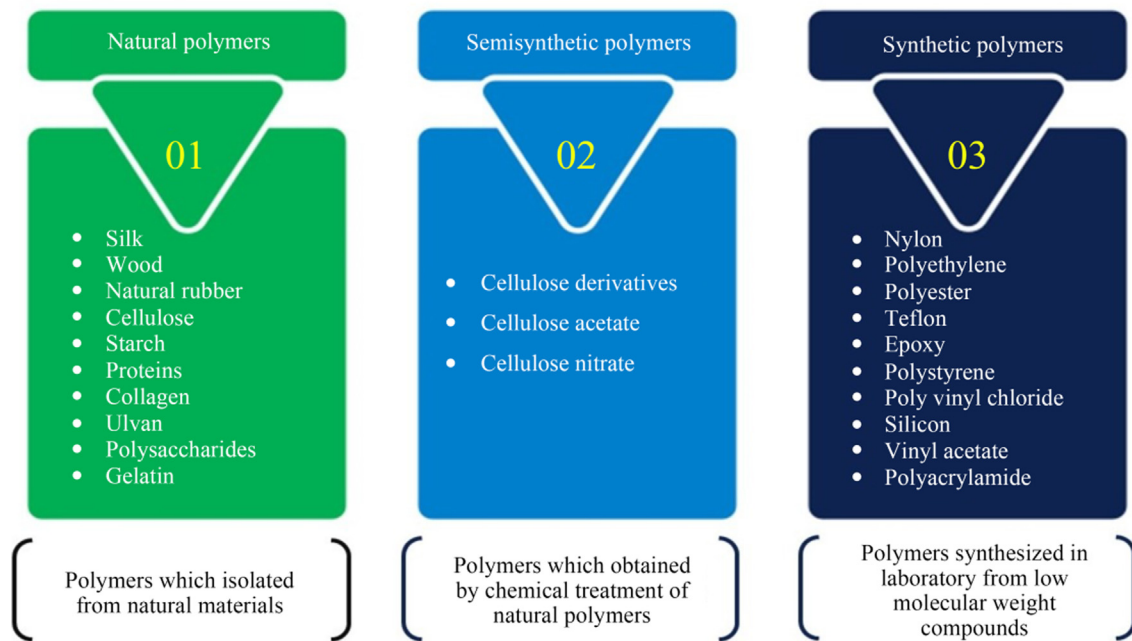 Natural polymers
01
Silk
Wood
Natural rubber
Cellulose
Starch
Proteins
Collagen
Ulvan
Polysaccharides
Gelatin
Polymers which isolated
from natural materials
Semisynthetic polymers
02
Cellulose derivatives
Cellulose acetate
Cellulose nitrate
Polymers which obtained
by chemical treatment of
natural polymers
Synthetic polymers
03
Nylon
Polyethylene
Polyester
Teflon
Epoxy
Polystyrene
Poly vinyl chloride
Silicon
Vinyl acetate
Polyacrylamide
Polymers synthesized in
laboratory from low
molecular weight
compounds